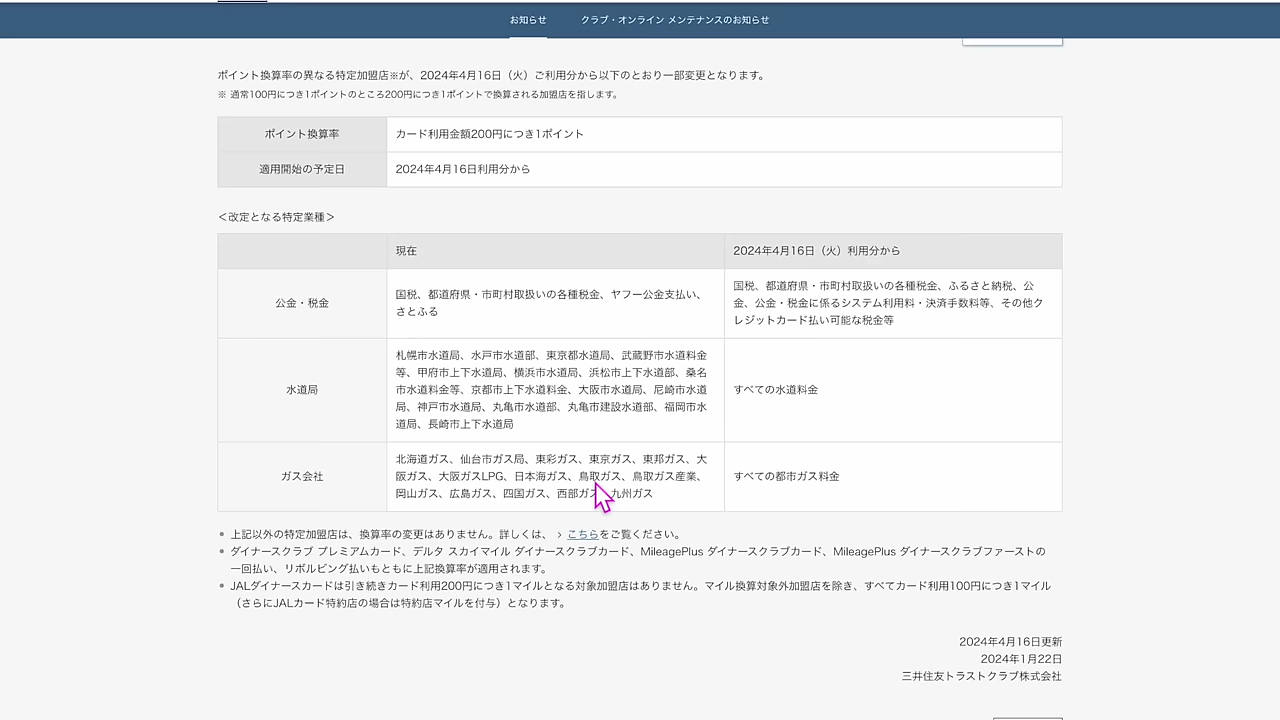 お知らせ
クラブ・オンライン メンテナンスのお知らせ
ポイント換算率の異なる特定加盟店※が、2024年4月16日（火）ご利用分から以下のとおり一部変更となります。
※ 通常100円につき1ポイントのところ200円につき1ポイントで換算される加盟店を指します。
ポイント換算率
カード利用金額200円につき1ポイント
適用開始の予定日
2024年4月16日利用分から
＜改定となる特定業種＞
現在
2024年4月16日（火）利用分から
公金・税金
国税、都道府県・市町村取扱いの各種税金、ヤフー公金支払い、
さとふる
国税、都道府県・市町村取扱いの各種税金、ふるさと納税、公
金、公金・税金に係るシステム利用料・決済手数料等、その他ク
レジットカード払い可能な税金等
水道局
札幌市水道局、水戸市水道部、東京都水道局、武蔵野市水道料金
等、甲府市上下水道局、横浜市水道局、浜松市上下水道部、桑名
市水道料金等、京都市上下水道料金、大阪市水道局、尼崎市水道
局、神戸市水道局、丸亀市水道部、丸亀市建設水道部、福岡市水
道局、長崎市上下水道局
すべての水道料金
ガス会社
北海道ガス、仙台市ガス局、東彩ガス、東京ガス、東邦ガス、大
阪ガス、大阪ガスLPG、日本海ガス、鳥取ガス、鳥取ガス産業、
岡山ガス、広島ガス、四国ガス、西部ガス、九州ガス
すべての都市ガス料金
• 上記以外の特定加盟店は、換算率の変更はありません。詳しくは、 > こちらをご覧ください。
• ダイナースクラブ プレミアムカード、デルタ スカイマイル ダイナースクラブカード、MileagePlus ダイナースクラブカード、MileagePlus ダイナースクラブファーストの
一回払い、リボルビング払いもともに上記換算率が適用されます。
• JALダイナースカードは引き続きカード利用200円につき1マイルとなる対象加盟店はありません。マイル換算対象外加盟店を除き、すべてカード利用100円につき1マイル
（さらにJALカード特約店の場合は特約店マイルを付与）となります。
2024年4月16日更新
2024年1月22日
三井住友トラストクラブ株式会社